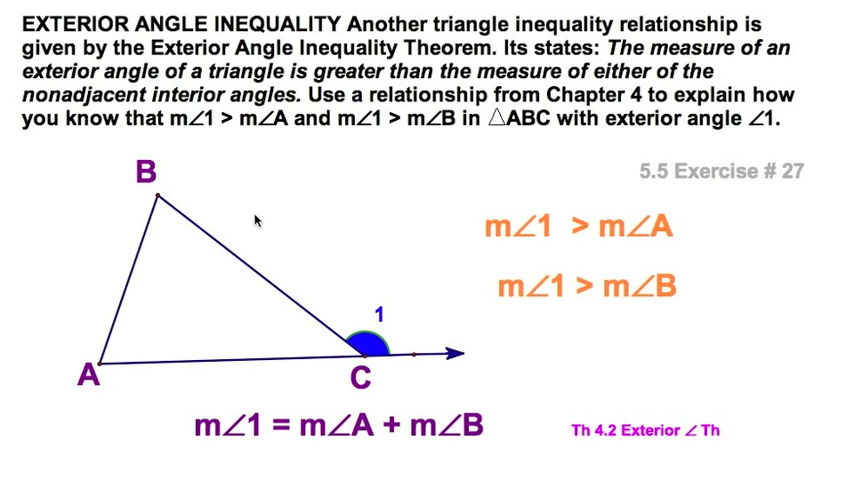 EXTERIOR ANGLE INEQUALITY Another triangle inequality relationship is
given by the Exterior Angle Inequality Theorem. Its states: The measure of an
exterior angle of a triangle is greater than the measure of either of the
nonadjacent interior angles. Use a relationship from Chapter 4 to explain how
you know that m∠1 > m∠A and m∠1 > m∠B in △ABC with exterior angle ∠1.
B
5.5 Exercise # 27
m∠1 > m∠A
m∠1 > m∠B
1
A
C
m∠1 = m∠A + m∠B
Th 4.2 Exterior ∠ Th